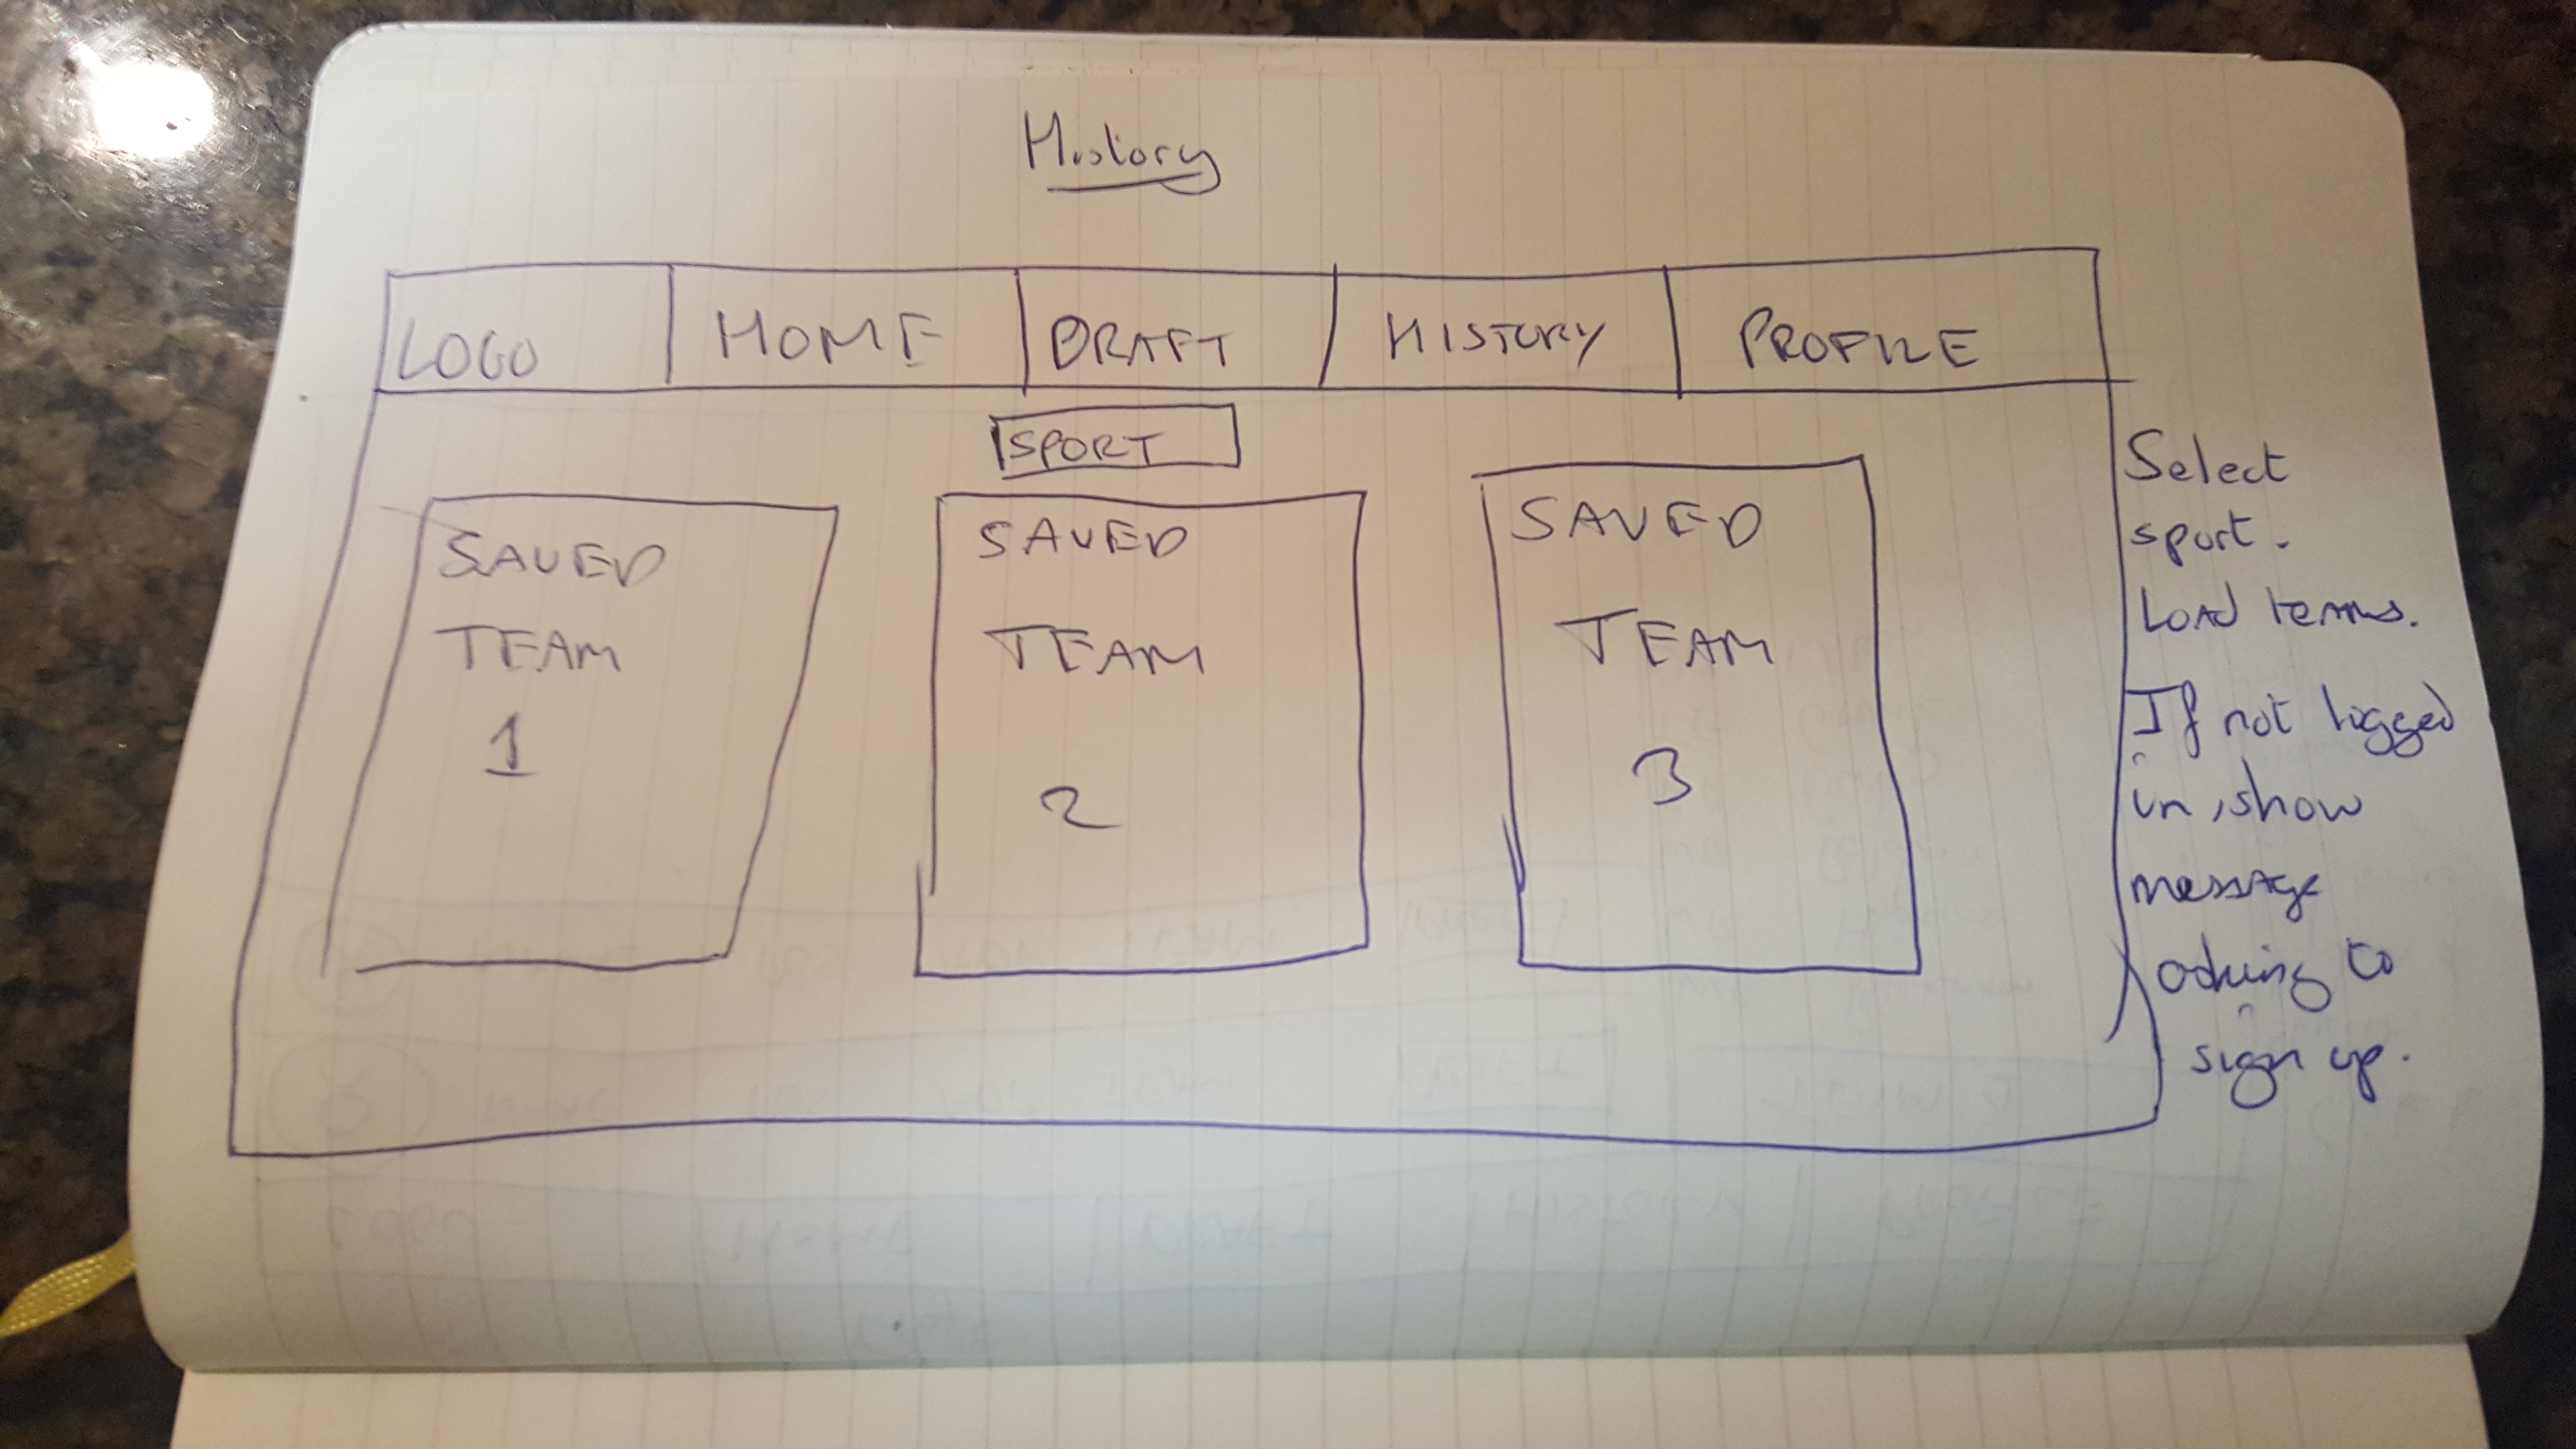 History
LOGO HOME DRAFT HISTORY PROFILE
SPORT
SAVED
TEAM
1
SAVED
TEAM
2
SAVED
TEAM
3
Select
sport.
Load teams.
If not logged
in, show
message
asking to
sign up.